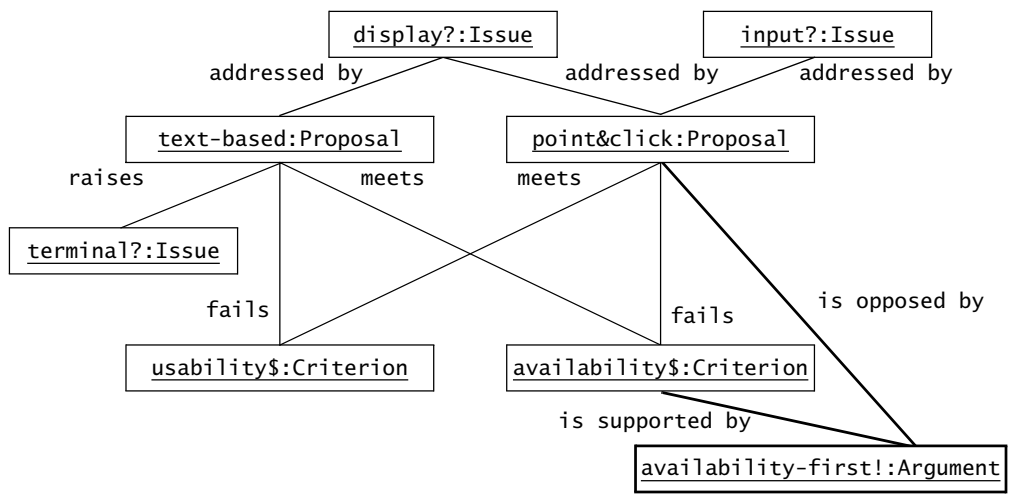 display?:Issue
input?:Issue
addressed by
addressed by
addressed by
text-based:Proposal
point&click:Proposal
raises
meets
meets
terminal?:Issue
fails
fails
is opposed by
usability$:Criterion
availability$:Criterion
is supported by
availability-first!:Argument